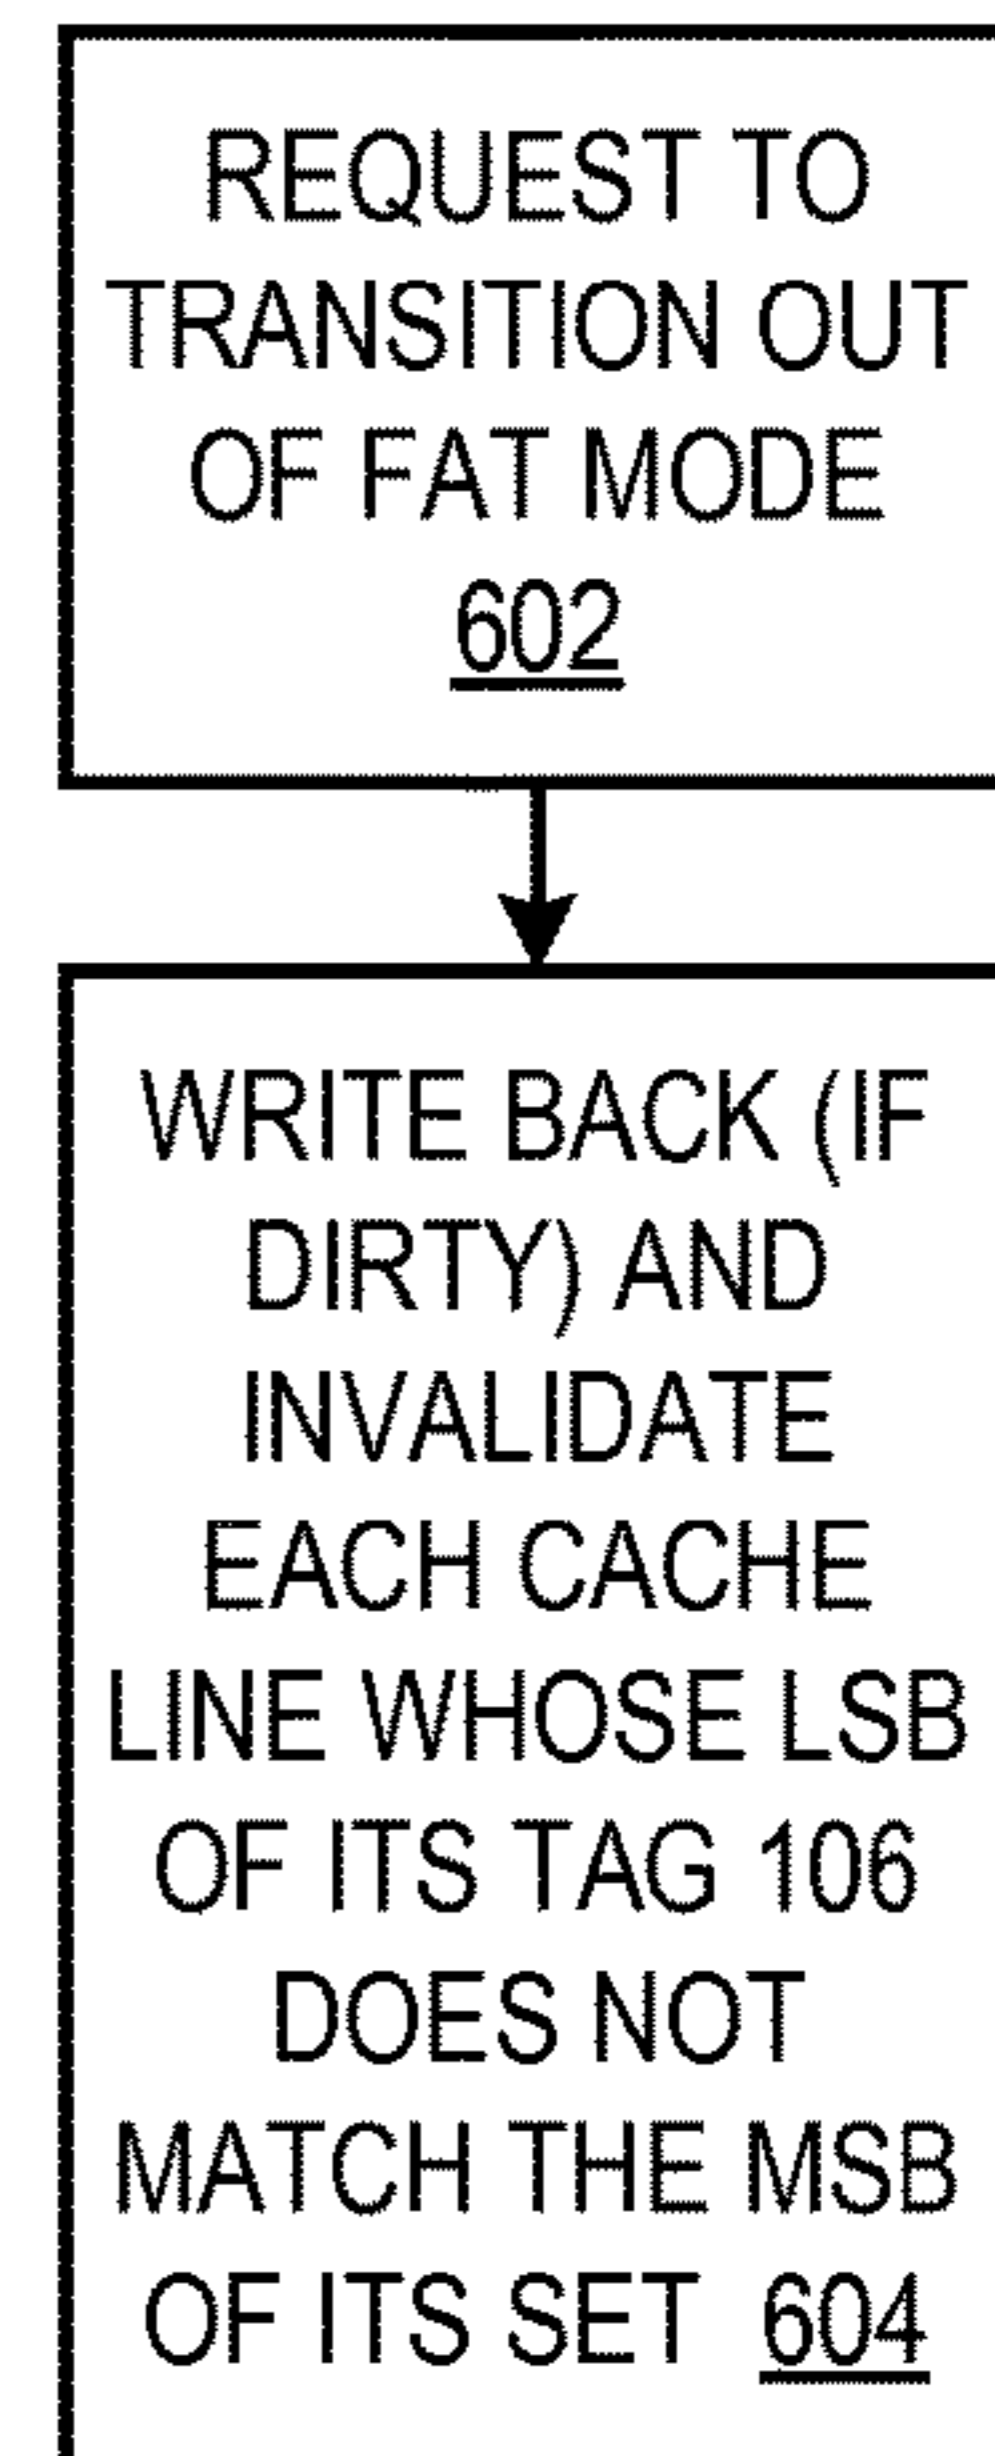 REQUEST TO
TRANSITION OUT
OF FAT MODE
602
WRITE BACK (IF
DIRTY) AND
INVALIDATE
EACH CACHE
LINE WHOSE LSB
OF ITS TAG 106
DOES NOT
MATCH THE MSB
OF ITS SET 604